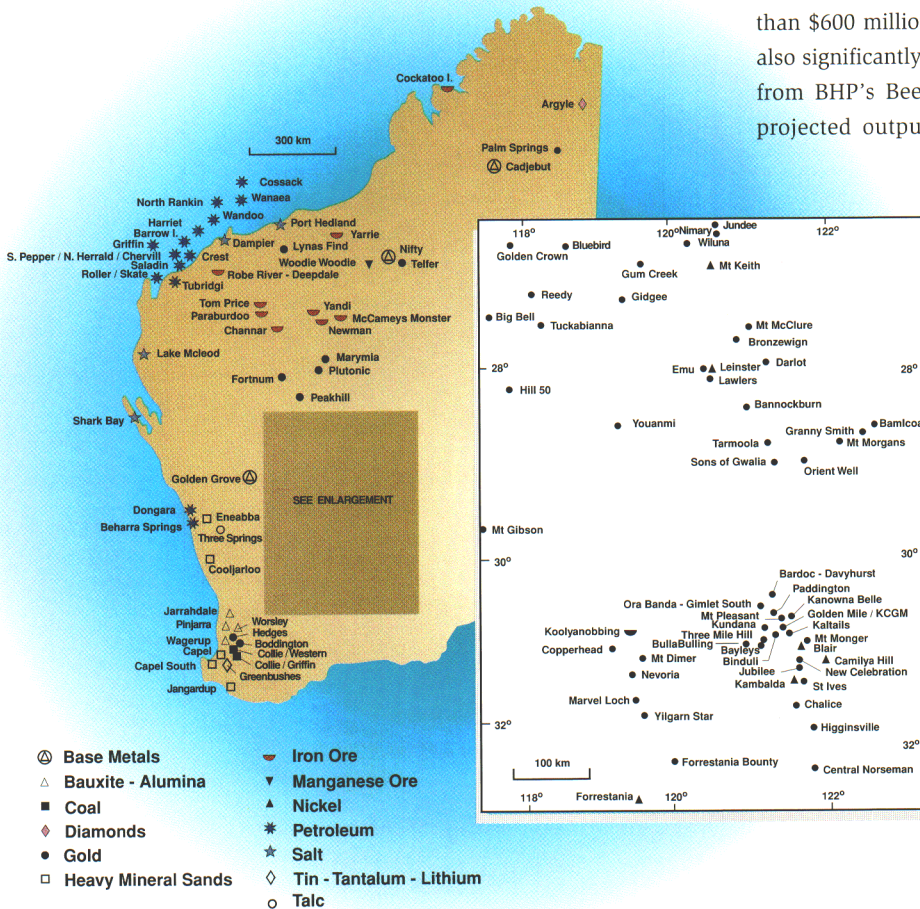 than $600 millio
also significantly
from BHP's Bee
projected outpu
Cockatoo I.
Argyle
300 km
Palm Springs
Cadjebut
Cossack
North Rankin
Wanaea
Wandoo
Harriet
Port Hedland
Barrow I.
Yarrie
Griffin
Dampier
Lynas Find
Nifty
S. Pepper / N. Herrald / Chervill
Crest
Woodie Woodie
Telfer
Saladin
Roller / Skate
Robe River - Deepdale
Tubridgi
Tom Price
Yandi
Paraburdoo
McCameys Monster
Channar
Newman
Lake Mcleod
Marymia
Plutonic
Fortnum
Peakhill
Shark Bay
Golden Grove
SEE ENLARGEMENT
Dongara
Eneabba
Beharra Springs
Three Springs
Cooljarloo
Jarrahdale
Pinjarra
Worsley
Hedges
Wagerup
Boddington
Capel
Collie / Western
Capel South
Collie / Griffin
Greenbushes
Jangardup
118°
120°
122°
Jundee
Nimary
Wiluna
Golden Crown
Bluebird
Gum Creek
Mt Keith
Reedy
Gidgee
Big Bell
Tuckabianna
Mt McClure
Bronzewign
28°
Emu
Leinster
Darlot
28°
Lawlers
Hill 50
Bannockburn
Youanmi
Granny Smith
Bamlcoa
Tarmoola
Mt Morgans
Sons of Gwalia
Orient Well
Mt Gibson
30°
30°
Bardoc - Davyhurst
Paddington
Ora Banda - Gimlet South
Kanowna Belle
Mt Pleasant
Golden Mile / KCGM
Kundana
Kaltails
Koolyanobbing
Three Mile Hill
Mt Monger
Copperhead
BullaBulling
Bayleys
Blair
Mt Dimer
Binduli
Camilya Hill
Jubilee
New Celebration
Nevoria
Kambalda
St Ives
Marvel Loch
Chalice
Yilgarn Star
32°
Higginsville
32°
100 km
Forrestania Bounty
Central Norseman
Forrestania
118°
120°
122°
Base Metals
Bauxite - Alumina
Coal
Diamonds
Gold
Heavy Mineral Sands
Iron Ore
Manganese Ore
Nickel
Petroleum
Salt
Tin - Tantalum - Lithium
Talc